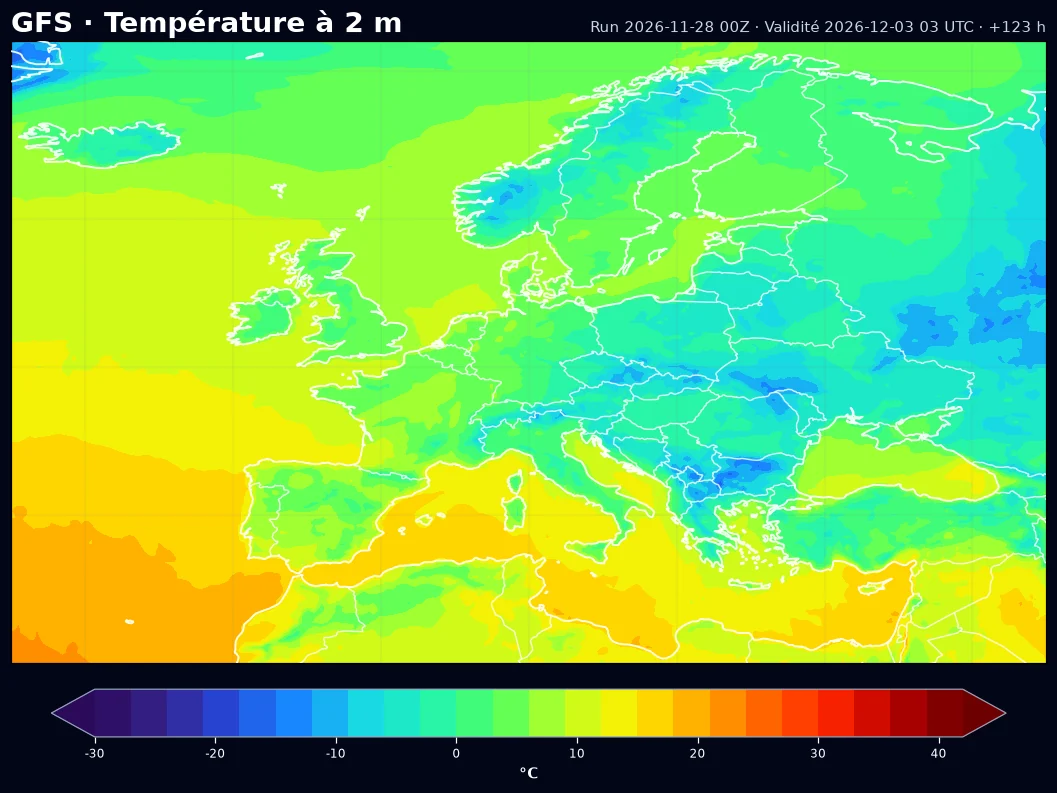 GFS · Température à 2 m
Run 2026-11-28 00Z · Validité 2026-12-03 03 UTC · +123 h
-30 -20 -10 0 10 20 30 40
°C